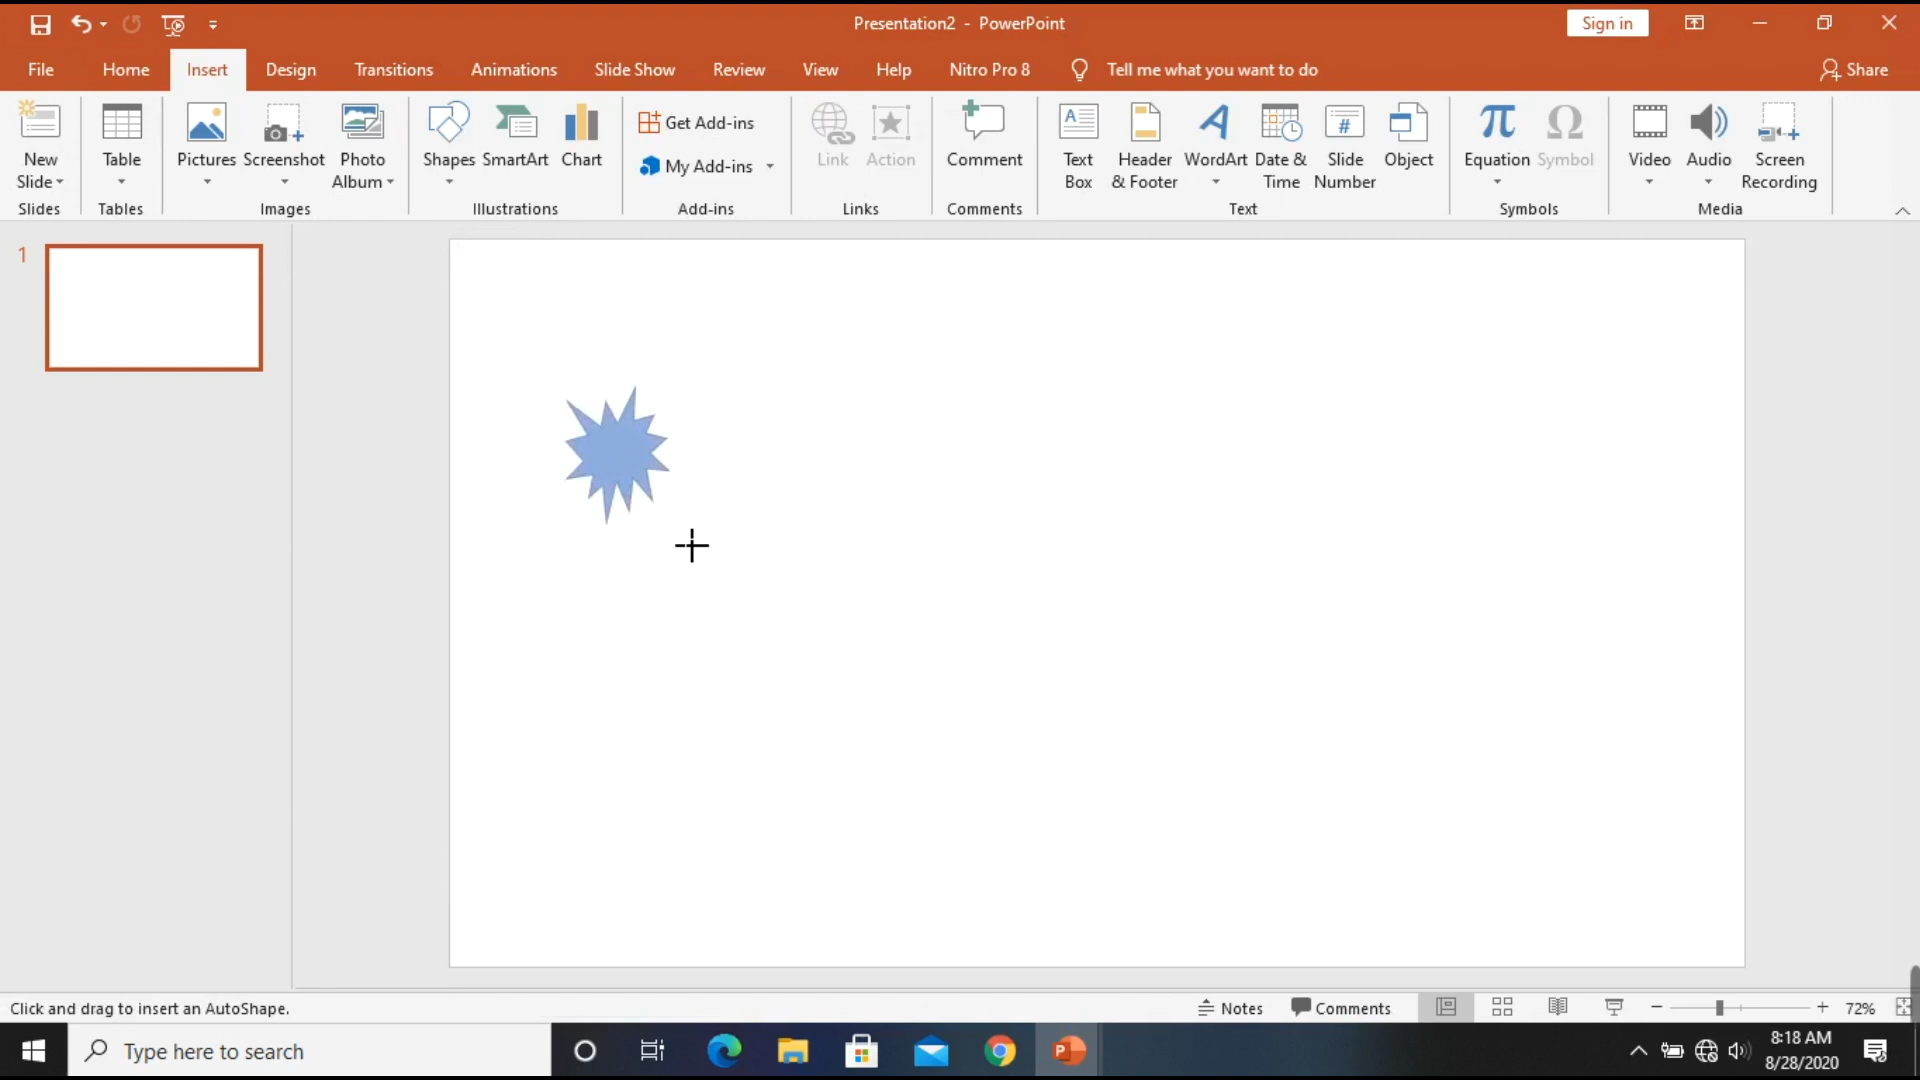 Presentation2 - PowerPoint
Sign in
File Home Insert Design Transitions Animations Slide Show Review View Help Nitro Pro 8 Tell me what you want to do Share
New Slide
Table
Pictures
Screenshot
Photo Album
Shapes
SmartArt
Chart
Get Add-ins
My Add-ins
Link
Action
Comment
Text Box
Header & Footer
WordArt
Date & Time
Slide Number
Object
Equation
Symbol
Video
Audio
Screen Recording
Slides Tables Images Illustrations Add-ins Links Comments Text Symbols Media
1
Click and drag to insert an AutoShape.
Notes Comments 72%
Type here to search
8:18 AM
8/28/2020